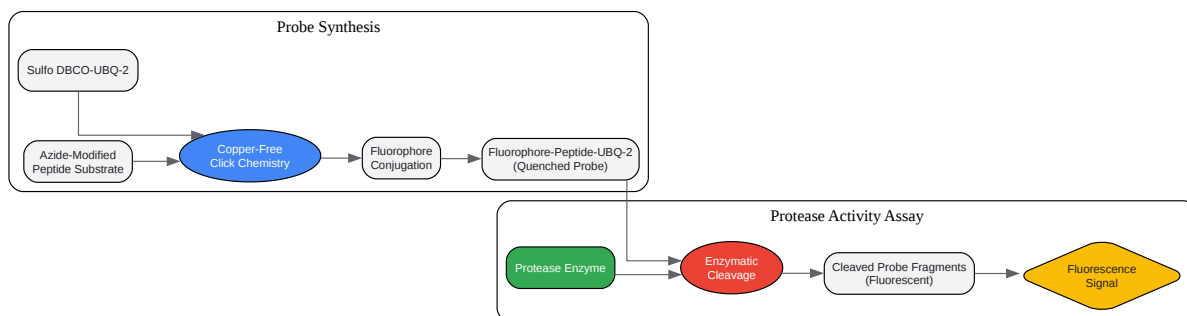 Probe Synthesis
Sulfo DBCO-UBQ-2
Azide-Modified
Peptide Substrate
Copper-Free
Click Chemistry
Fluorophore
Conjugation
Fluorophore-Peptide-UBQ-2
(Quenched Probe)
Protease Activity Assay
Protease Enzyme
Enzymatic
Cleavage
Cleaved Probe Fragments
(Fluorescent)
Fluorescence
Signal